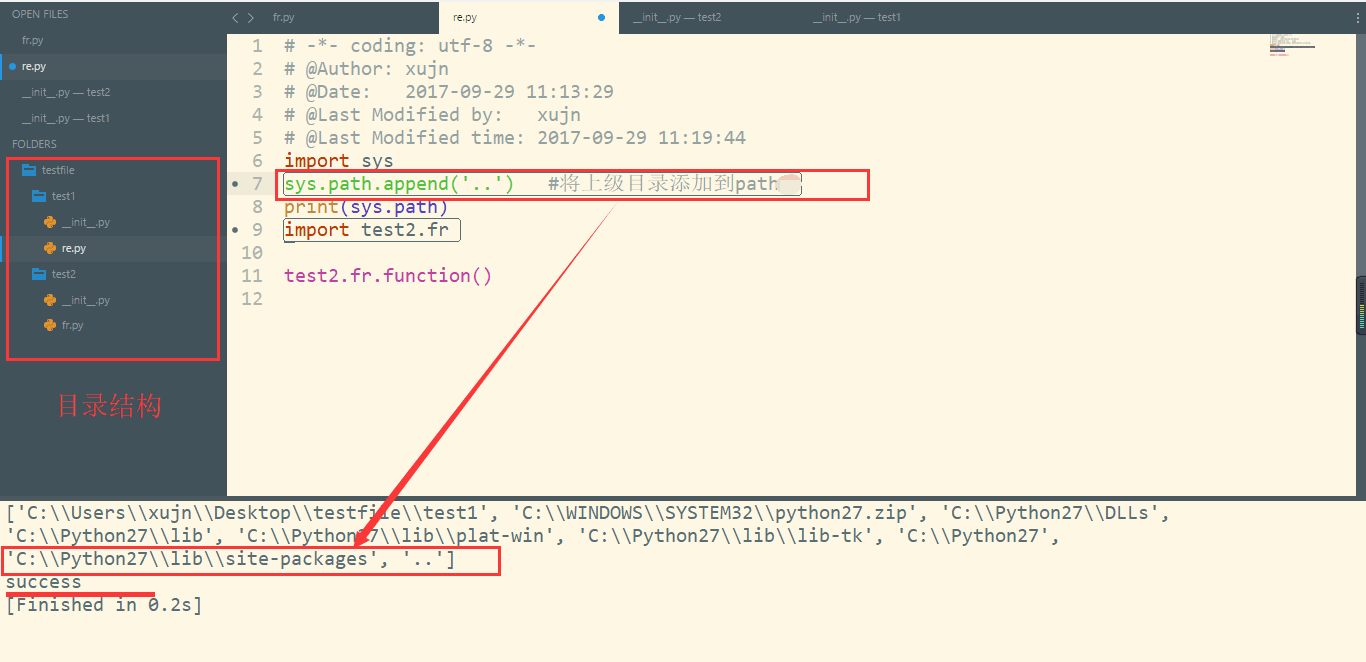 OPEN FILES
fr.py
re.py
__init__.py — test2
__init__.py — test1
FOLDERS
testfile
test1
__init__.py
re.py
test2
__init__.py
fr.py
目录结构
fr.py
re.py
__init__.py — test2
__init__.py — test1
1 # -*- coding: utf-8 -*-
2 # @Author: xujn
3 # @Date:   2017-09-29 11:13:29
4 # @Last Modified by:   xujn
5 # @Last Modified time: 2017-09-29 11:19:44
6 import sys
7 sys.path.append('..')   #将上级目录添加到path
8 print(sys.path)
9 import test2.fr
10
11 test2.fr.function()
12
['C:\\Users\\xujn\\Desktop\\testfile\\test1', 'C:\\WINDOWS\\SYSTEM32\\python27.zip', 'C:\\Python27\\DLLs',
'C:\\Python27\\lib', 'C:\\Python27\\lib\\plat-win', 'C:\\Python27\\lib\\lib-tk', 'C:\\Python27',
'C:\\Python27\\lib\\site-packages', '..']
success
[Finished in 0.2s]